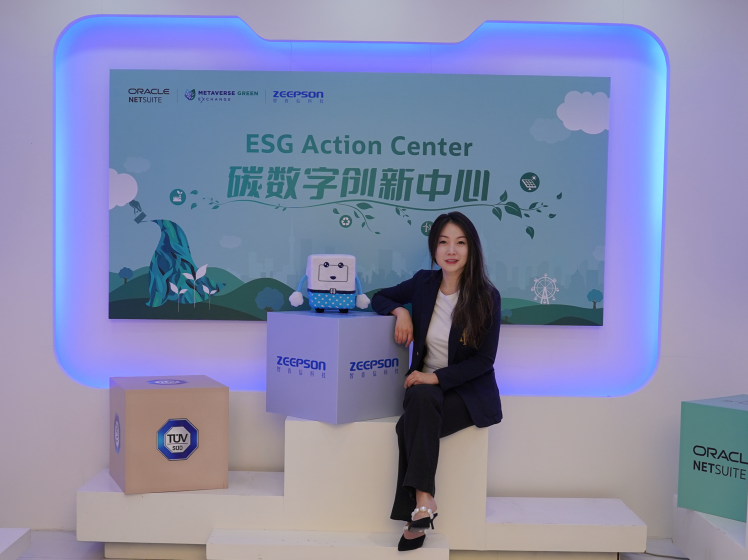 ORACLE
NETSUITE
METAVERSE GREEN
EXCHANGE
ZEEPSON
ESG Action Center
碳数字创新中心
ZEEPSON
ZEEPSON
TÜV
SÜD
ORACLE
NETSUITE